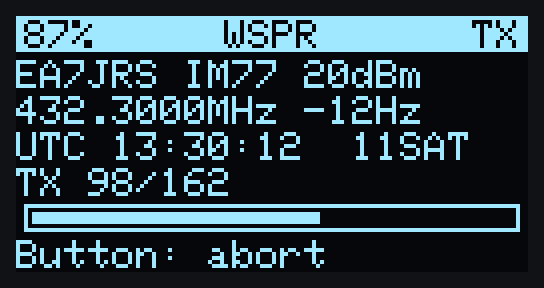 87% WSPR TX
EA7JRS IM77 20dBm
432.3000MHz -12Hz
UTC 13:30:12 11SAT
TX 98/162
Button: abort